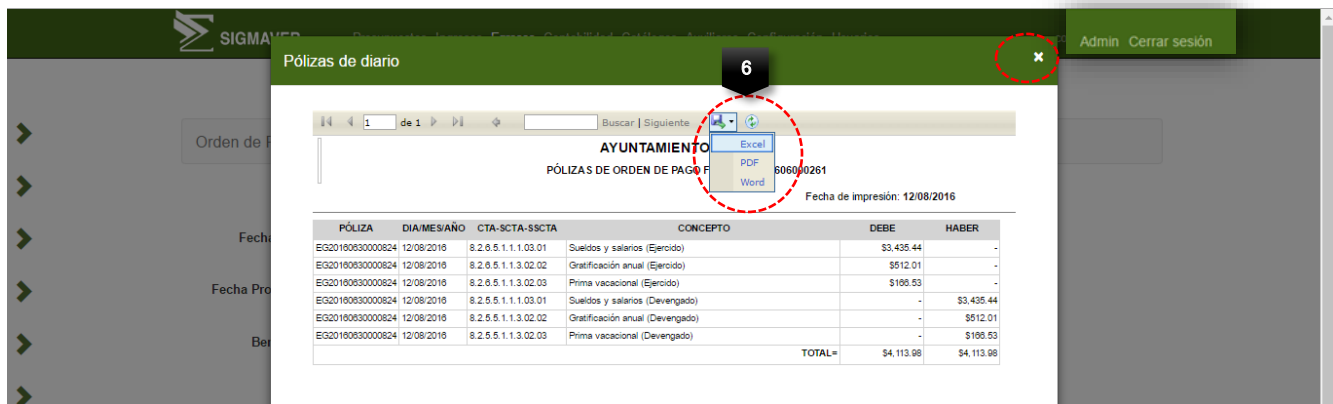 SIGMAVER
Egresos
Admin Cerrar sesión
Pólizas de diario
6
1 de 1 Buscar | Siguiente
Excel
PDF
Word
AYUNTAMIENTO
PÓLIZAS DE ORDEN DE PAGO F 606000261
Fecha de impresión: 12/08/2016
Orden de P
Fecha
Fecha Pro
Ben
PÓLIZA DIA/MES/AÑO CTA-SCTA-SSCTA CONCEPTO DEBE HABER
EG20160630000824 12/08/2016 8.2.6.5.1.1.1.03.01 Sueldos y salarios (Ejercido) $3,435.44 -
EG20160630000824 12/08/2016 8.2.6.5.1.1.3.02.02 Gratificación anual (Ejercido) $512.01 -
EG20160630000824 12/08/2016 8.2.6.5.1.1.3.02.03 Prima vacacional (Ejercido) $166.53 -
EG20160630000824 12/08/2016 8.2.5.5.1.1.1.03.01 Sueldos y salarios (Devengado) - $3,435.44
EG20160630000824 12/08/2016 8.2.5.5.1.1.3.02.02 Gratificación anual (Devengado) - $512.01
EG20160630000824 12/08/2016 8.2.5.5.1.1.3.02.03 Prima vacacional (Devengado) - $166.53
TOTAL= $4,113.98 $4,113.98